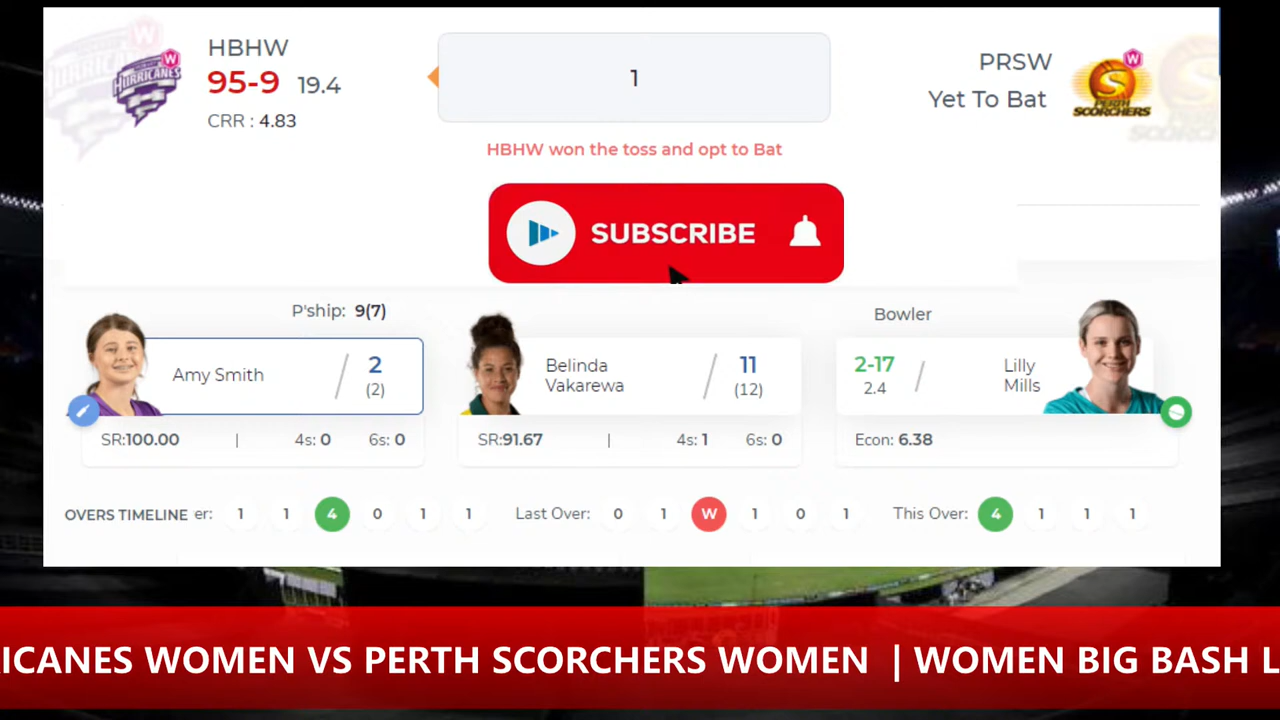 HURRICANES
HBHW
95-9 19.4
CRR : 4.83
1
HBHW won the toss and opt to Bat
PRSW
Yet To Bat
PERTH
SCORCHERS
SUBSCRIBE
P'ship: 9(7)
Amy Smith / 2
(2)
SR:100.00 | 4s: 0 6s: 0
Belinda
Vakarewa / 11
(12)
SR:91.67 | 4s: 1 6s: 0
Bowler
2-17
2.4 /
Lilly
Mills
Econ: 6.38
OVERS TIMELINE er: 1 1 4 0 1 1 Last Over: 0 1 W 1 0 1 This Over: 4 1 1 1
ICANES WOMEN VS PERTH SCORCHERS WOMEN | WOMEN BIG BASH L